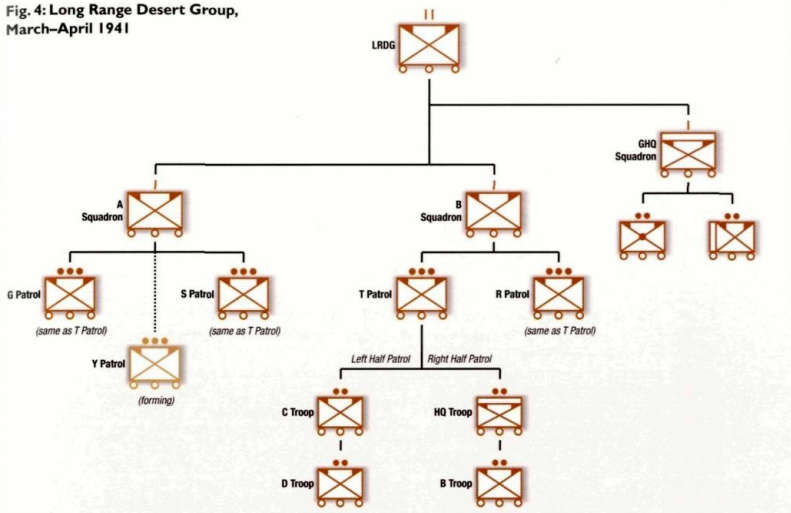 Fig. 4: Long Range Desert Group,
March–April 1941
LRDG
GHQ
Squadron
A
Squadron
B
Squadron
G Patrol
S Patrol
T Patrol
R Patrol
(same as T Patrol)
(same as T Patrol)
(same as T Patrol)
Y Patrol
(forming)
Left Half Patrol
Right Half Patrol
C Troop
HQ Troop
D Troop
B Troop